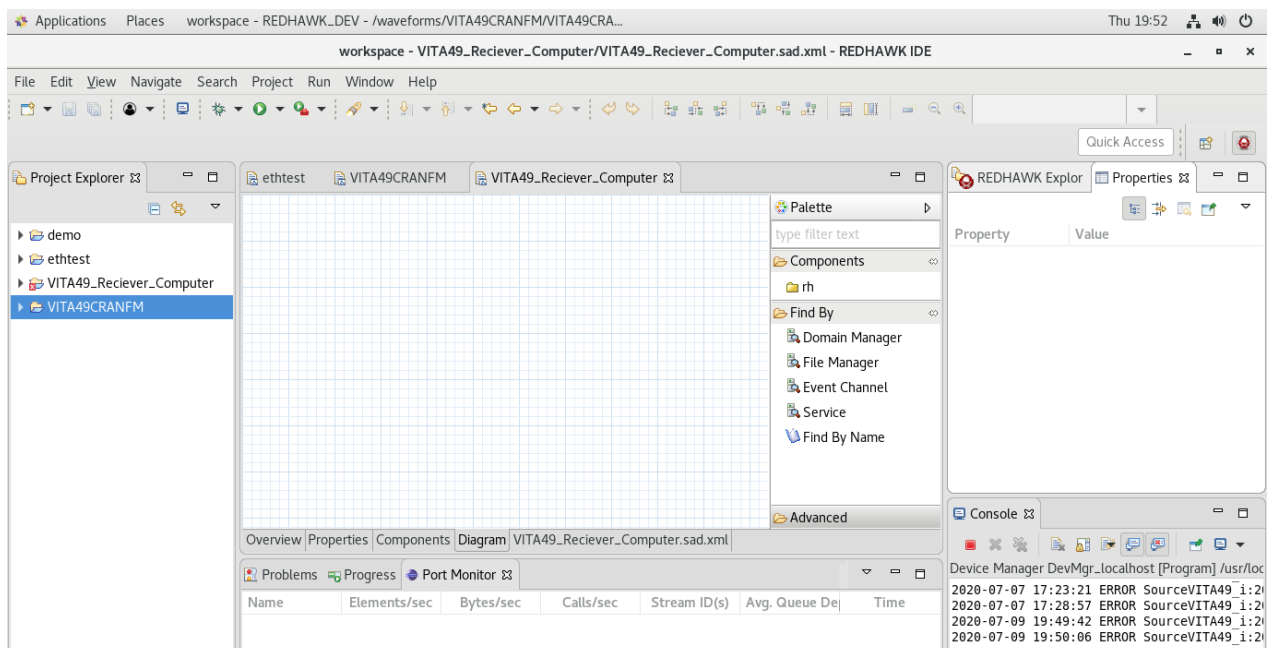 Applications Places workspace - REDHAWK_DEV - /waveforms/VITA49CRANFM/VITA49CRA... Thu 19:52
workspace - VITA49_Reciever_Computer/VITA49_Reciever_Computer.sad.xml - REDHAWK IDE
File Edit View Navigate Search Project Run Window Help
Quick Access
Project Explorer
demo
ethtest
VITA49_Reciever_Computer
VITA49CRANFM
ethtest VITA49CRANFM VITA49_Reciever_Computer
Palette
type filter text
Components
rh
Find By
Domain Manager
File Manager
Event Channel
Service
Find By Name
Advanced
Overview Properties Components Diagram VITA49_Reciever_Computer.sad.xml
Problems Progress Port Monitor
Name Elements/sec Bytes/sec Calls/sec Stream ID(s) Avg. Queue De Time
REDHAWK Explor Properties
Property Value
Console
Device Manager DevMgr_localhost [Program] /usr/loc
2020-07-07 17:23:21 ERROR SourceVITA49_i:2
2020-07-07 17:28:57 ERROR SourceVITA49_i:2
2020-07-09 19:49:42 ERROR SourceVITA49_i:2
2020-07-09 19:50:06 ERROR SourceVITA49_i:2